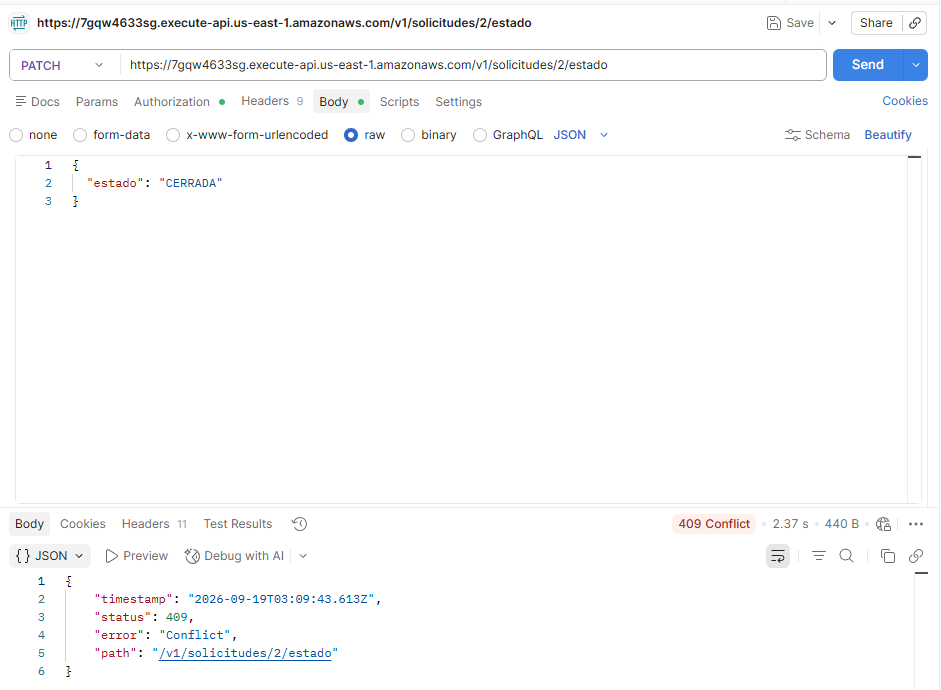 HTTP https://7gqw4633sg.execute-api.us-east-1.amazonaws.com/v1/solicitudes/2/estado Save Share
PATCH https://7gqw4633sg.execute-api.us-east-1.amazonaws.com/v1/solicitudes/2/estado Send
Docs Params Authorization Headers 9 Body Scripts Settings Cookies
none form-data x-www-form-urlencoded raw binary GraphQL JSON Schema Beautify
1 {
2 "estado": "CERRADA"
3 }
Body Cookies Headers 11 Test Results 409 Conflict • 2.37 s • 440 B •
{} JSON Preview Debug with AI
1 {
2 "timestamp": "2026-09-19T03:09:43.613Z",
3 "status": 409,
4 "error": "Conflict",
5 "path": "/v1/solicitudes/2/estado"
6 }